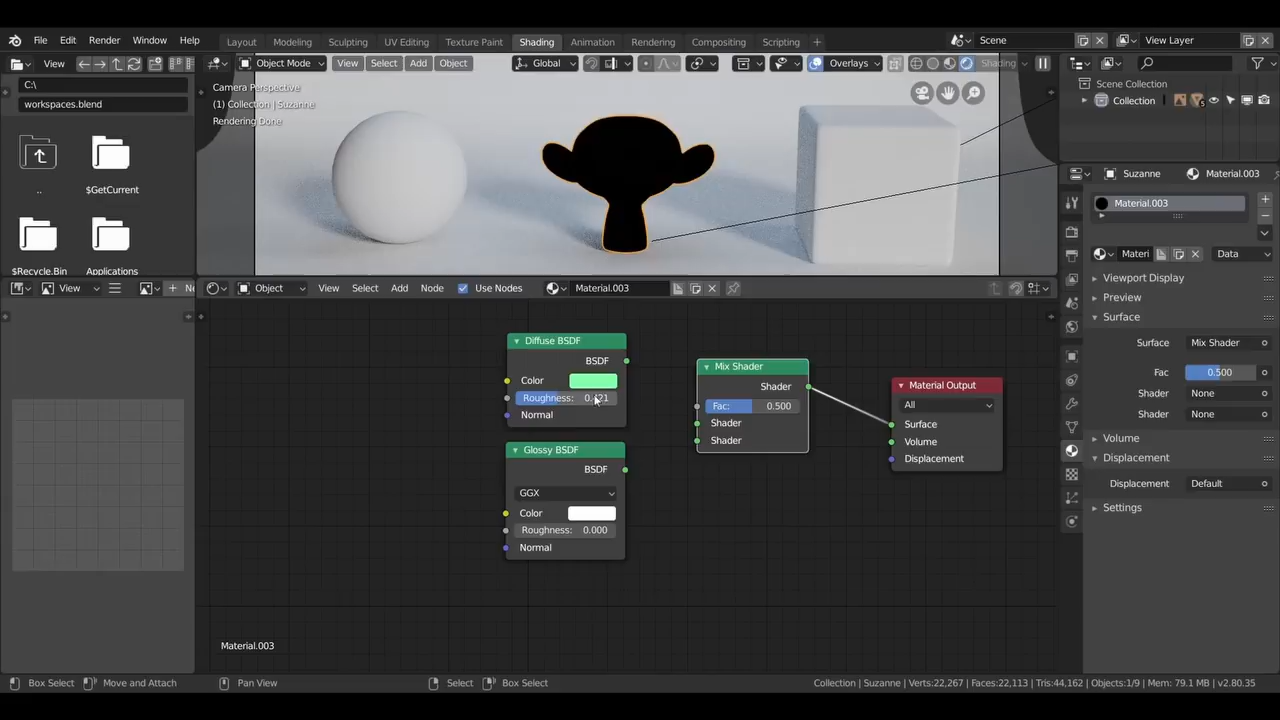 File Edit Render Window Help Layout Modeling Sculpting UV Editing Texture Paint Shading Animation Rendering Compositing Scripting + Scene View Layer
View Object Mode View Select Add Object Global Overlays Shading
C:\
workspaces.blend
..
$GetCurrent
$Recycle.Bin
Applications
Camera Perspective
(1) Collection | Suzanne
Rendering Done
Scene Collection
Collection
Suzanne Material.003
Material.003
Materi Data
Viewport Display
Preview
Surface
Surface Mix Shader
Fac 0.500
Shader None
Shader None
Volume
Displacement
Displacement Default
Settings
View Object View Select Add Node Use Nodes Material.003
Diffuse BSDF
BSDF
Color
Roughness:
Normal
Glossy BSDF
BSDF
GGX
Color
Roughness: 0.000
Normal
Mix Shader
Shader
Fac: 0.500
Shader
Shader
Material Output
All
Surface
Volume
Displacement
Material.003
Box Select Move and Attach Pan View Select Box Select Collection | Suzanne | Verts:22,267 | Faces:22,113 | Tris:44,162 | Objects:1/9 | Mem: 79.1 MB | v2.80.35